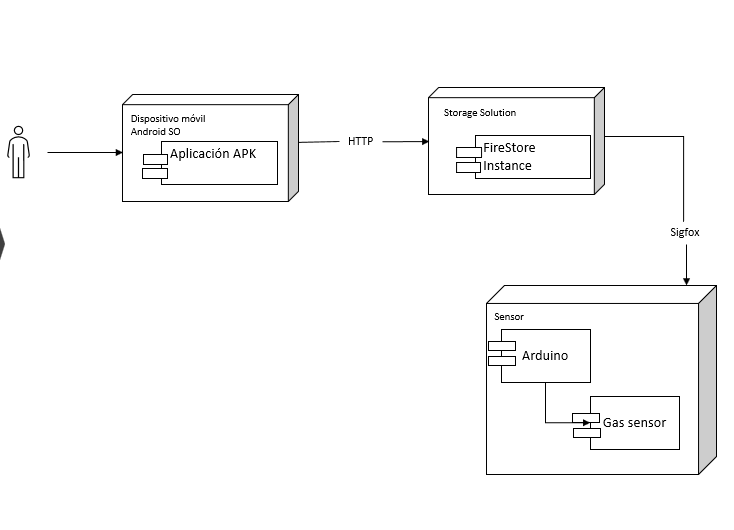 Dispositivo móvil
Android SO
Aplicación APK
HTTP
Storage Solution
FireStore
Instance
Sigfox
Sensor
Arduino
Gas sensor